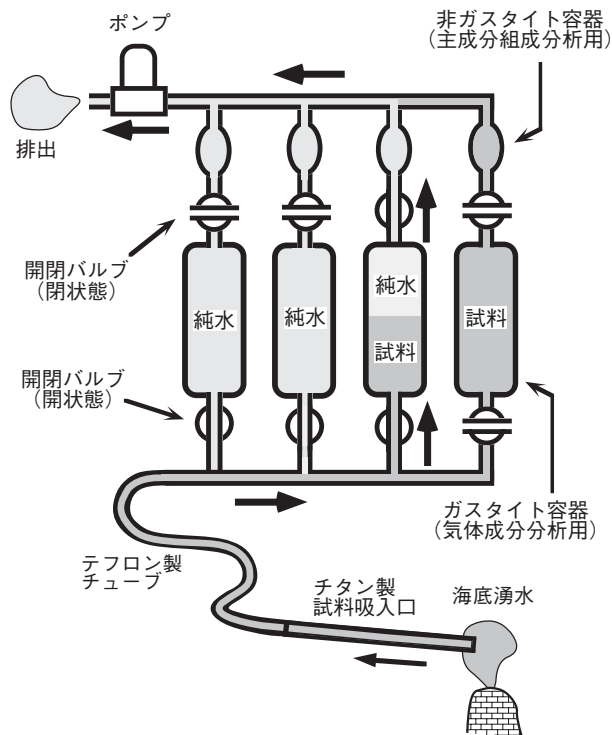 ポンプ
非ガスタイト容器
（主成分組成分析用）
排出
開閉バルブ
（閉状態）
純水
純水
純水
試料
試料
開閉バルブ
（開状態）
ガスタイト容器
（気体成分分析用）
テフロン製
チューブ
チタン製
試料吸入口
海底湧水